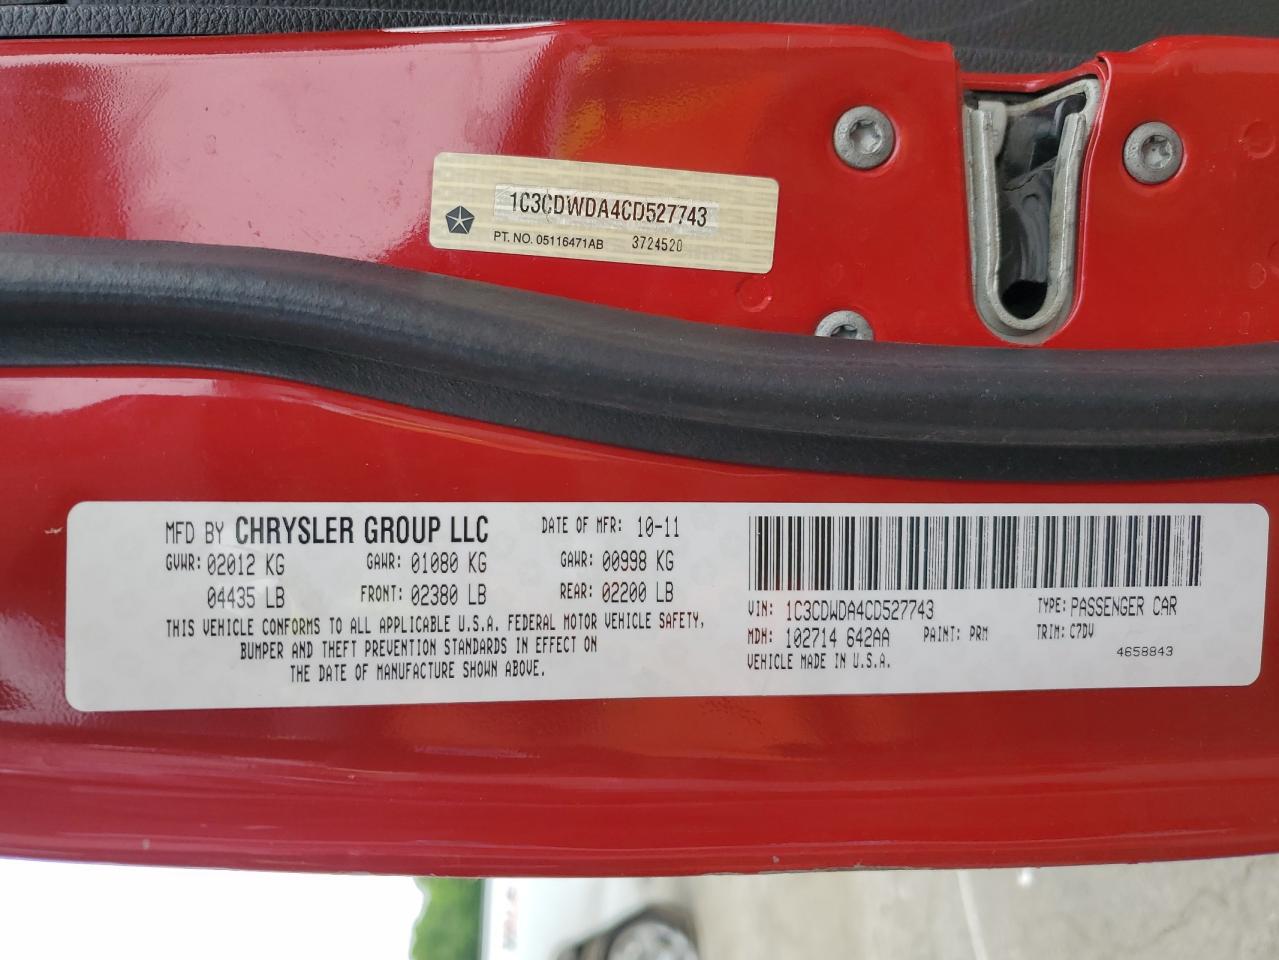 1C3CDWDA4CD527743
PT. NO. 05116471AB 3724520
MFD BY CHRYSLER GROUP LLC DATE OF MFR: 10-11
GVWR: 02012 KG GAWR: 01080 KG GAWR: 00998 KG
04435 LB FRONT: 02380 LB REAR: 02200 LB
THIS VEHICLE CONFORMS TO ALL APPLICABLE U.S.A. FEDERAL MOTOR VEHICLE SAFETY,
BUMPER AND THEFT PREVENTION STANDARDS IN EFFECT ON
THE DATE OF MANUFACTURE SHOWN ABOVE.
VIN: 1C3CDWDA4CD527743 TYPE: PASSENGER CAR
MDH: 102714 642AA PAINT: PRM TRIM: C7DV
VEHICLE MADE IN U.S.A. 4658843